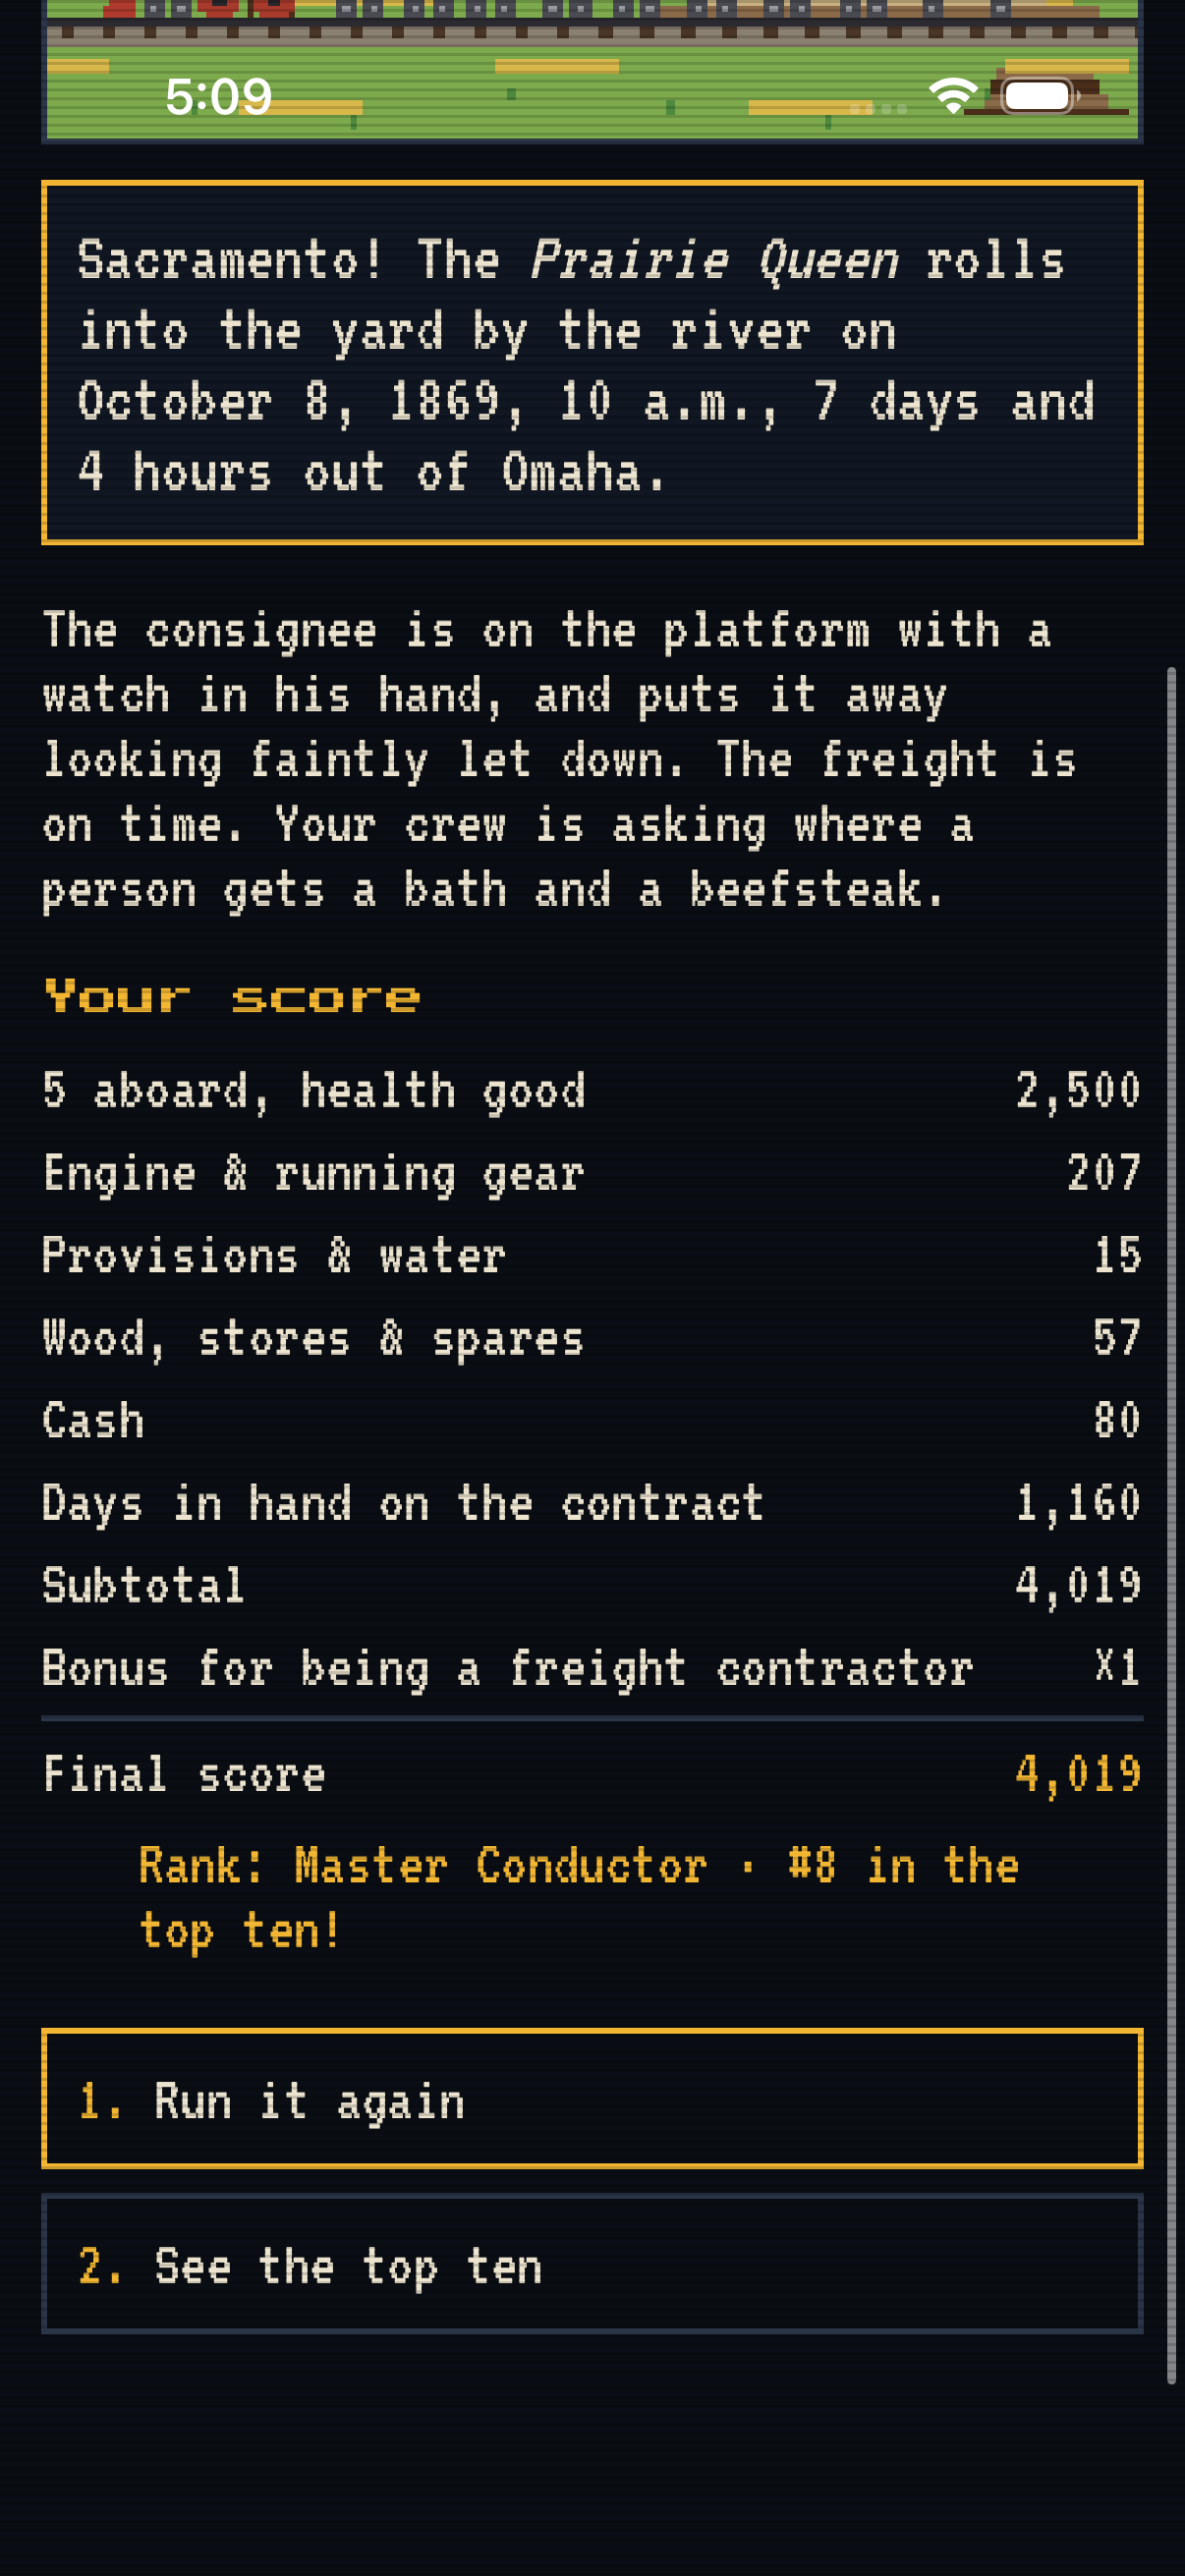 5:09
Sacramento! The Prairie Queen rolls
into the yard by the river on
October 8, 1869, 10 a.m., 7 days and
4 hours out of Omaha.
The consignee is on the platform with a
watch in his hand, and puts it away
looking faintly let down. The freight is
on time. Your crew is asking where a
person gets a bath and a beefsteak.
Your score
5 aboard, health good 2,500
Engine & running gear 207
Provisions & water 15
Wood, stores & spares 57
Cash 80
Days in hand on the contract 1,160
Subtotal 4,019
Bonus for being a freight contractor ×1
Final score 4,019
Rank: Master Conductor · #8 in the
top ten!
1. Run it again
2. See the top ten